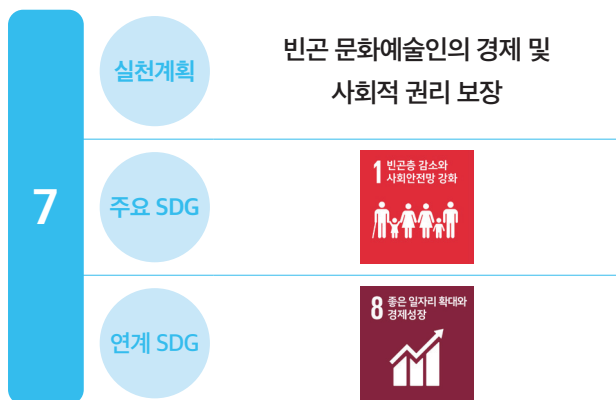 7
실천계획
빈곤 문화예술인의 경제 및
사회적 권리 보장
주요 SDG
1 빈곤층 감소와
사회안전망 강화
연계 SDG
8 좋은 일자리 확대와
경제성장